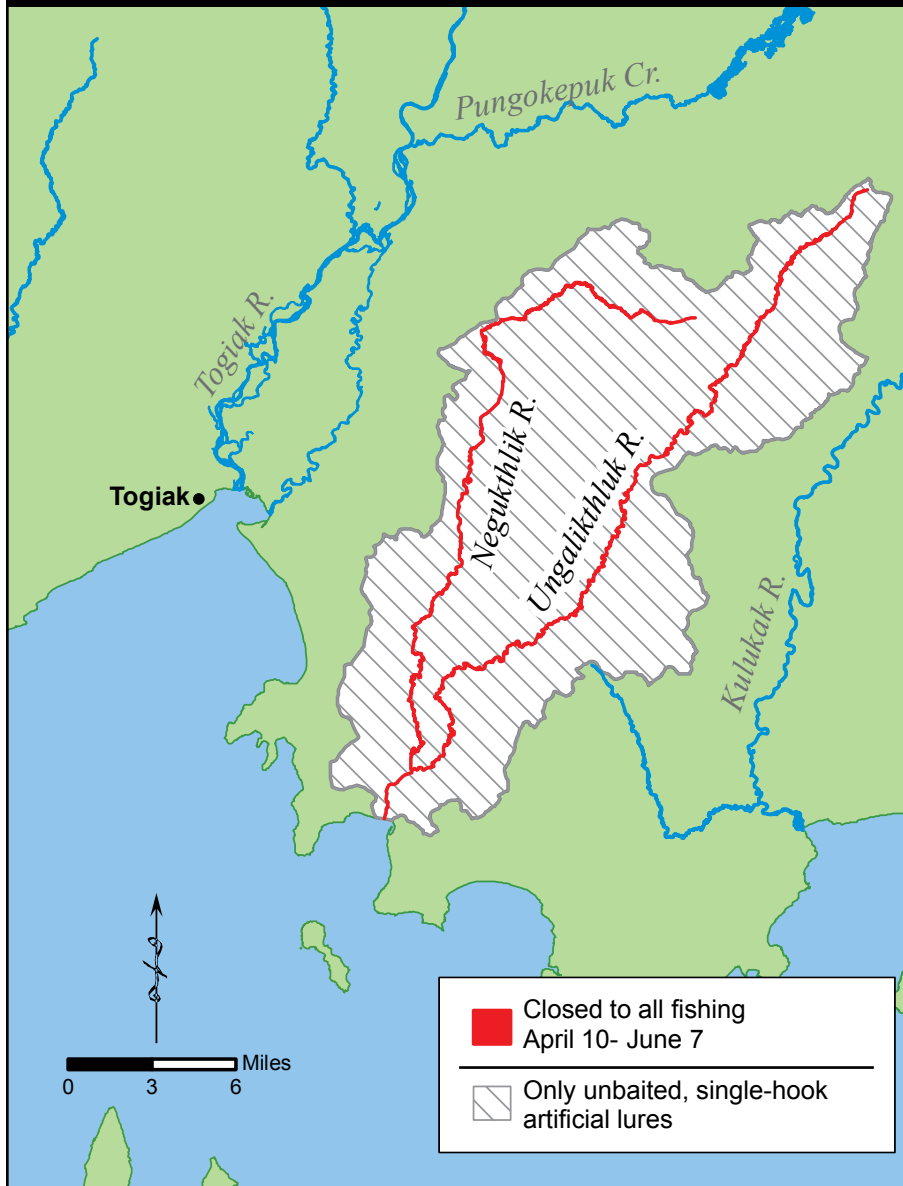 Pungokepuk Cr.
Togiak R.
Negukthlik R.
Togiak
Ungalikthluk R.
Kulukak R.
Closed to all fishing
April 10- June 7
Only unbaited, single-hook
artificial lures
Miles
0 3 6